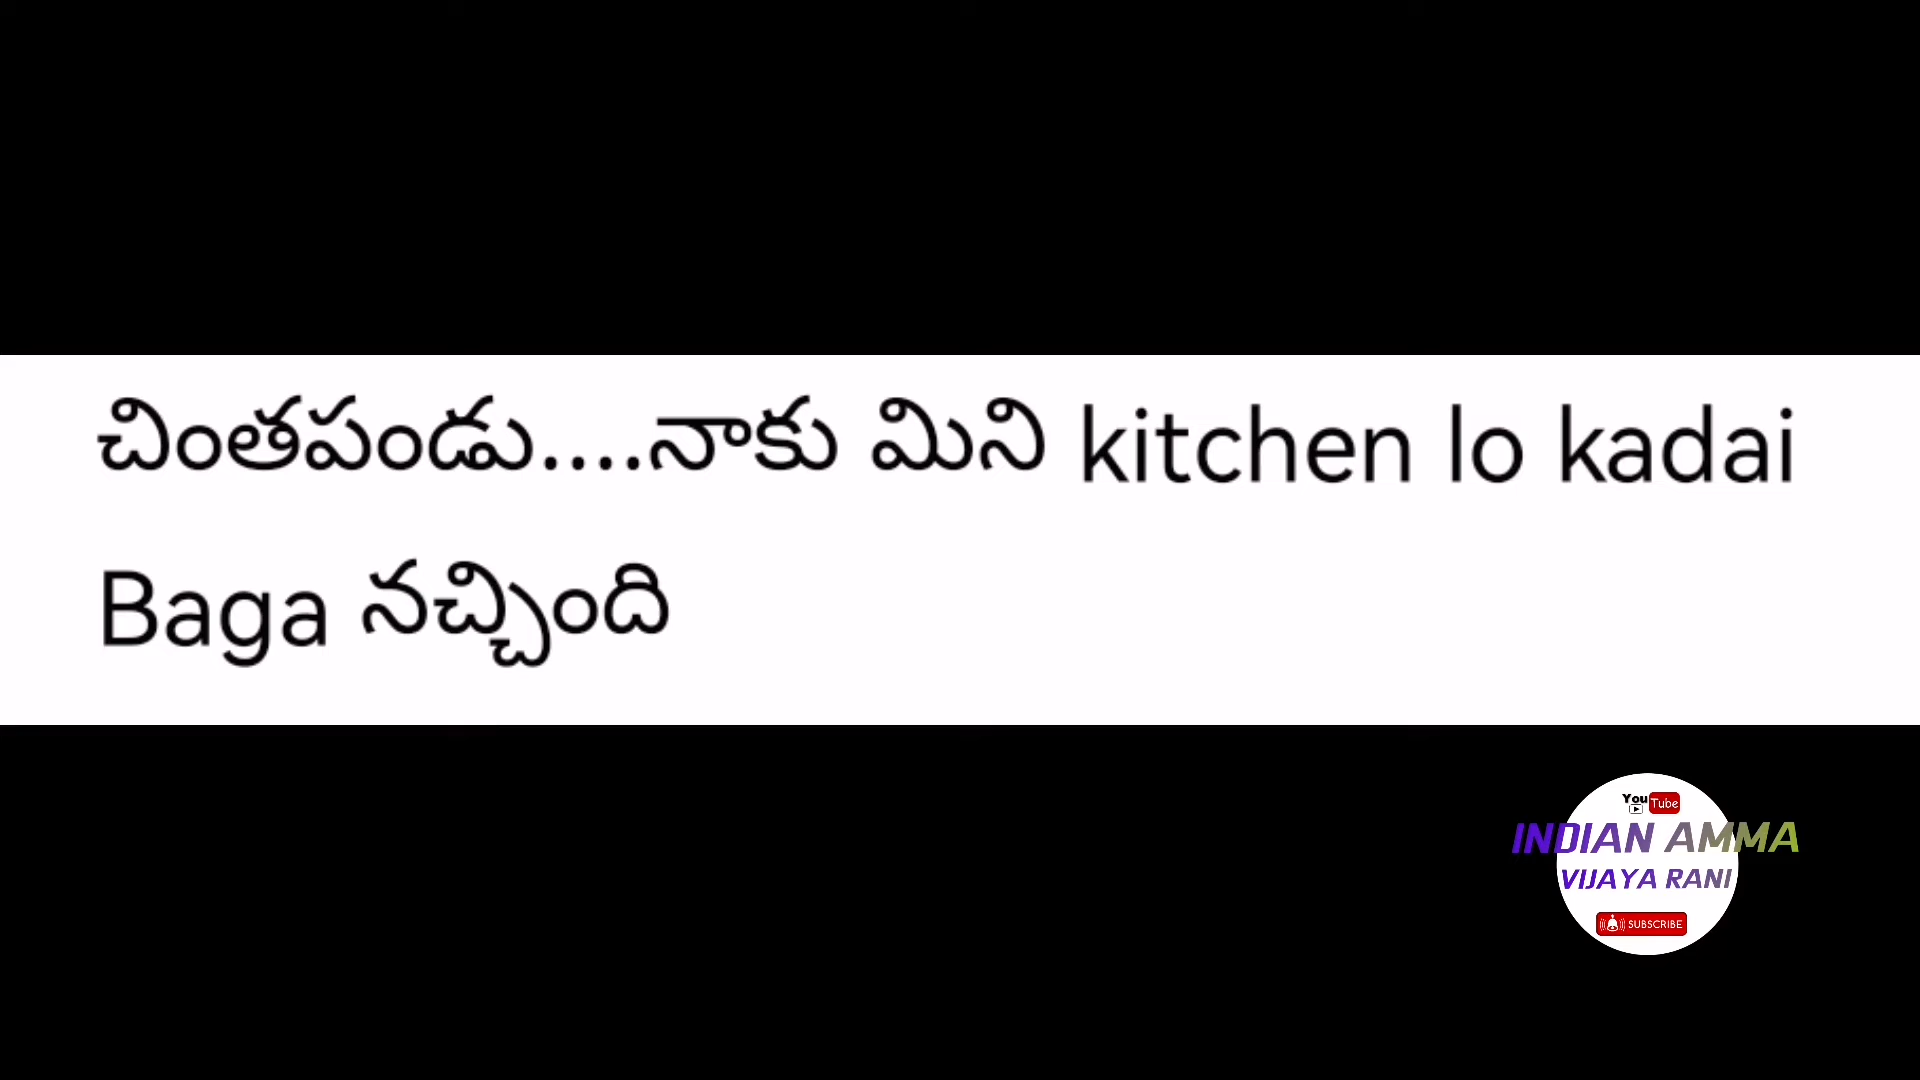 చింతపండు....నాకు మిని kitchen lo kadai
Baga నచ్చింది
You Tube
INDIAN AMMA
VIJAYA RANI
SUBSCRIBE